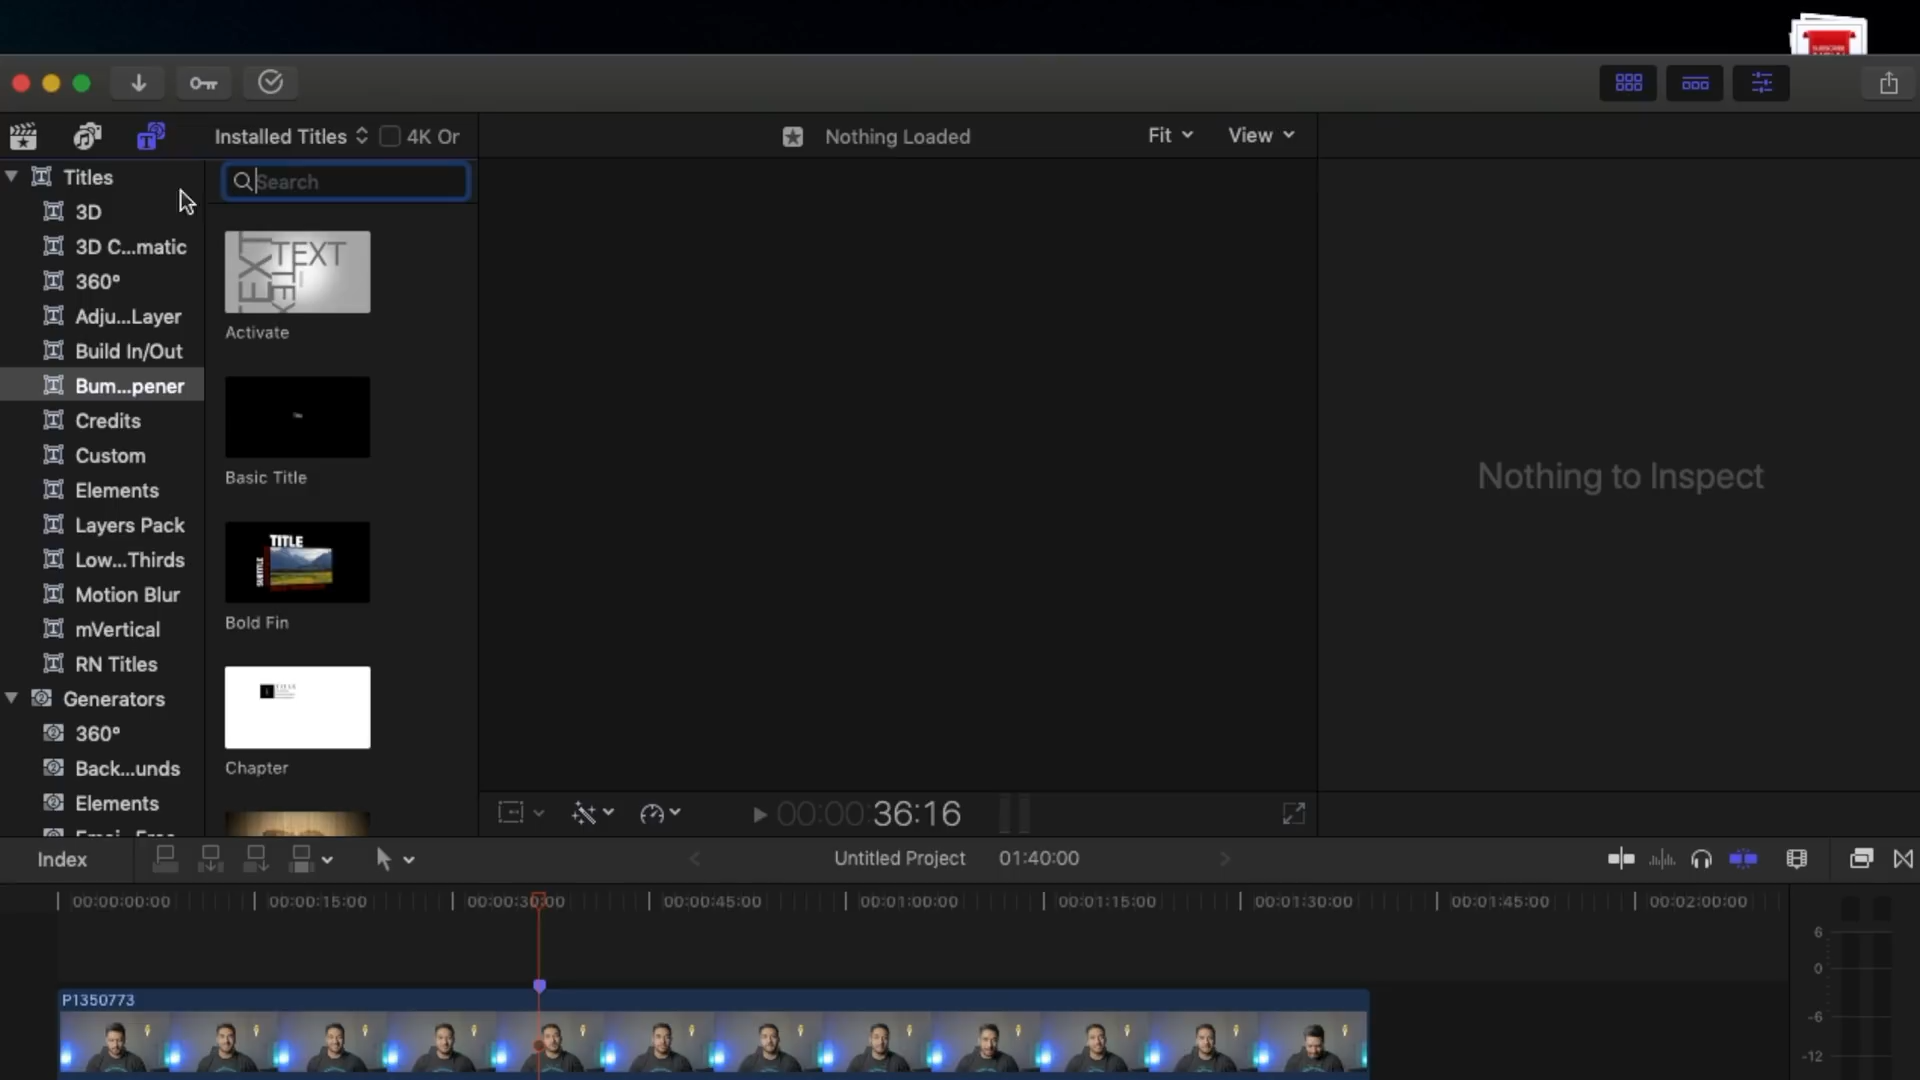 SUBSCRIBE
Installed Titles
4K Or
Nothing Loaded
Fit
View
Titles
Search
3D
3D C...matic
360°
Adju...Layer
Build In/Out
Bum...pener
Credits
Custom
Elements
Layers Pack
Low...Thirds
Motion Blur
mVertical
RN Titles
Generators
360°
Back...unds
Elements
TEXT
TEXT
Activate
Basic Title
TITLE
SUBTITLE
Bold Fin
TITLE
Chapter
Nothing to Inspect
00:00:36:16
Index
Untitled Project
01:40:00
00:00:00:00
00:00:15:00
00:00:30:00
00:00:45:00
00:01:00:00
00:01:15:00
00:01:30:00
00:01:45:00
00:02:00:00
P1350773
6
0
-6
-12